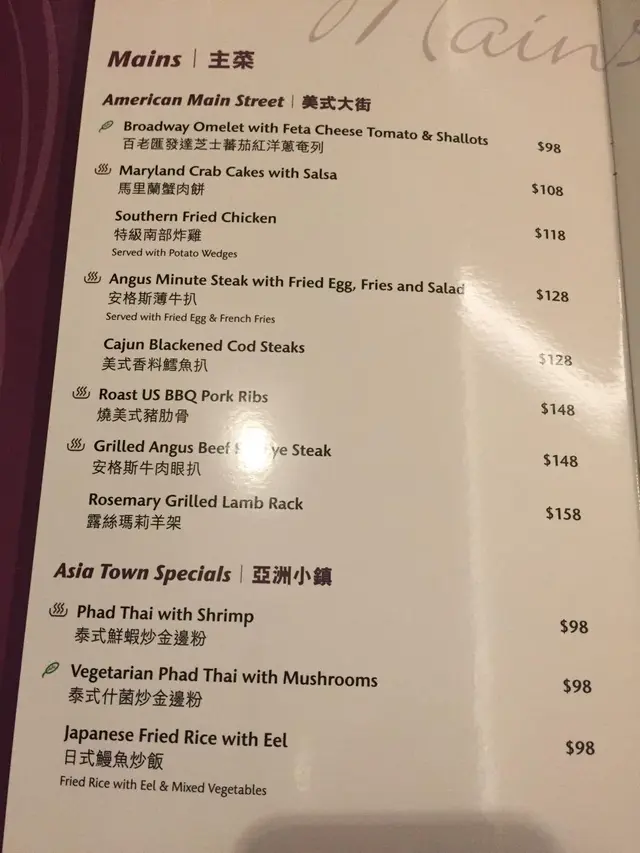 Mains
Mains | 主菜
American Main Street | 美式大街
Broadway Omelet with Feta Cheese Tomato & Shallots $98
百老匯發達芝士蕃茄紅洋蔥奄列
Maryland Crab Cakes with Salsa $108
馬里蘭蟹肉餅
Southern Fried Chicken $118
特級南部炸雞
Served with Potato Wedges
Angus Minute Steak with Fried Egg, Fries and Salad $128
安格斯薄牛扒
Served with Fried Egg & French Fries
Cajun Blackened Cod Steaks $128
美式香料鱈魚扒
Roast US BBQ Pork Ribs $148
燒美式豬肋骨
Grilled Angus Beef Steak $148
安格斯牛肉眼扒
Rosemary Grilled Lamb Rack $158
露絲瑪莉羊架
Asia Town Specials | 亞洲小鎮
Phad Thai with Shrimp $98
泰式鮮蝦炒金邊粉
Vegetarian Phad Thai with Mushrooms $98
泰式什菌炒金邊粉
Japanese Fried Rice with Eel $98
日式鰻魚炒飯
Fried Rice with Eel & Mixed Vegetables